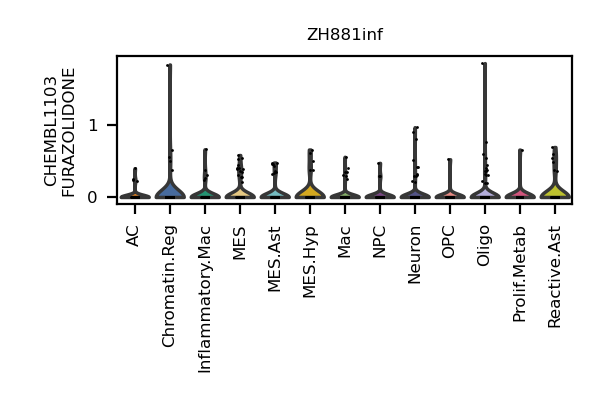 ZH881inf
CHEMBL1103
FURAZOLIDONE
1
0
AC
Chromatin.Reg
Inflammatory.Mac
MES
MES.Ast
MES.Hyp
Mac
NPC
Neuron
OPC
Oligo
Prolif.Metab
Reactive.Ast